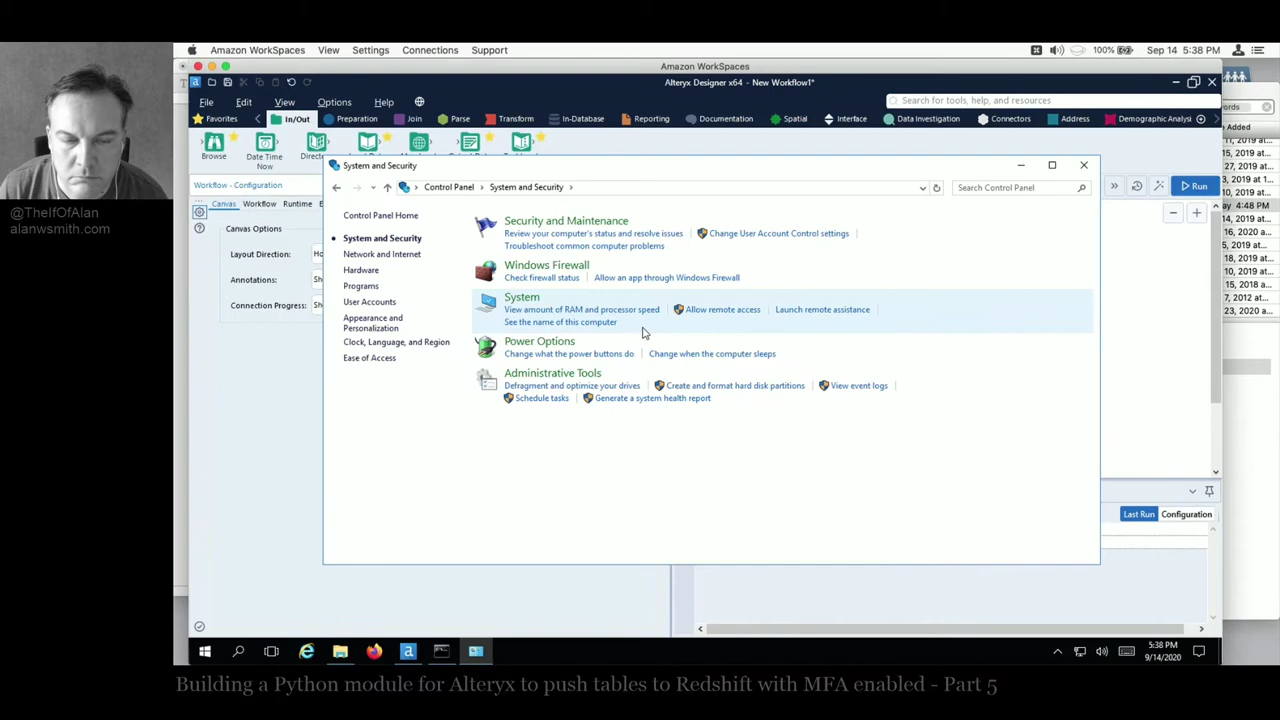 Amazon WorkSpaces View Settings Connections Support 100% Sep 14 5:38 PM
Amazon WorkSpaces
Alteryx Designer x64 - New Workflow1*
File Edit View Options Help Search for tools, help, and resources
Favorites In/Out Preparation Join Parse Transform In-Database Reporting Documentation Spatial Interface Data Investigation Connectors Address Demographic Analysi
Browse Date Time
Now
Workflow - Configuration
Canvas Workflow Runtime
Canvas Options
Layout Direction:
Annotations:
Connection Progress:
System and Security
Control Panel System and Security Search Control Panel
Control Panel Home
System and Security
Network and Internet
Hardware
Programs
User Accounts
Appearance and
Personalization
Clock, Language, and Region
Ease of Access
Security and Maintenance
Review your computer's status and resolve issues Change User Account Control settings
Troubleshoot common computer problems
Windows Firewall
Check firewall status Allow an app through Windows Firewall
System
View amount of RAM and processor speed Allow remote access Launch remote assistance
See the name of this computer
Power Options
Change what the power buttons do Change when the computer sleeps
Administrative Tools
Defragment and optimize your drives Create and format hard disk partitions View event logs
Schedule tasks Generate a system health report
Run
Last Run Configuration
5:38 PM
9/14/2020
@TheIfOfAlan
alanwsmith.com
Building a Python module for Alteryx to push tables to Redshift with MFA enabled - Part 5